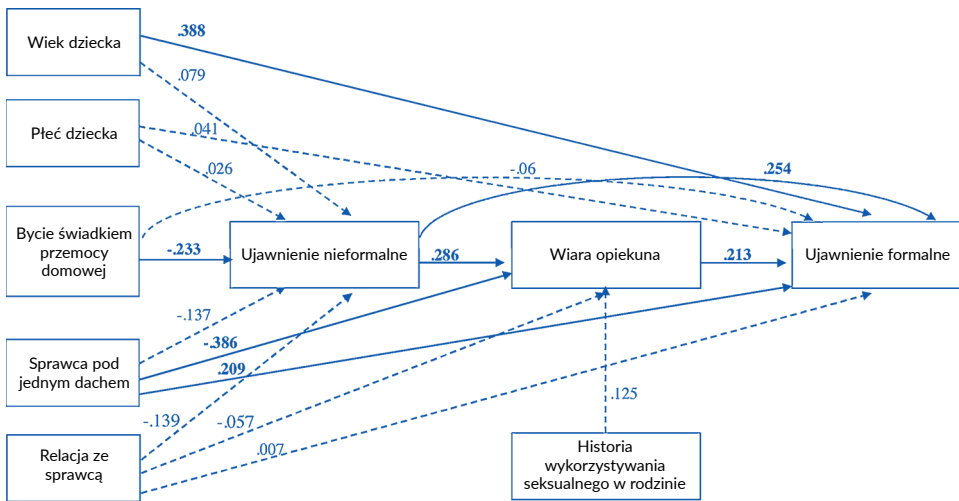 Wiek dziecka
.388
.079
Płeć dziecka
.041
.026
-.06
.254
Bycie świadkiem
przemocy
domowej
-.233
Ujawnienie nieformalne
.286
Wiara opiekuna
.213
Ujawnienie formalne
-.137
-.386
.209
Sprawca pod
jednym dachem
-.139
-.057
.007
.125
Relacja ze
sprawcą
Historia
wykorzystywania
seksualnego w rodzinie